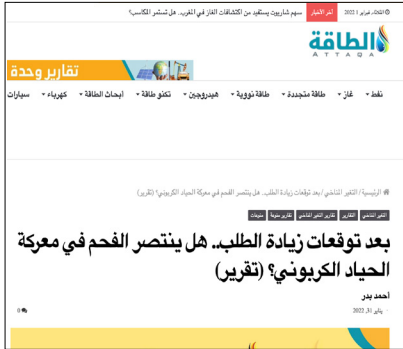 الثلاثاء, فبراير 1 2022
أخر الأخبار
سهم شاريوت يستفيد من اكتشافات الغاز في المغرب.. هل تستمر المكاسب؟
الطاقة
ATTAQA
تقارير وحدة
نفط غاز طاقة متجددة طاقة نووية هيدروجين تكنو طاقة أبحاث الطاقة كهرباء سيارات
الرئيسية / التغير المناخي / بعد توقعات زيادة الطلب.. هل ينتصر الفحم في معركة الحياد الكربوني؟ (تقرير)
التغير المناخي التقارير تقارير التغير المناخي تقارير منوعة منوعات
بعد توقعات زيادة الطلب.. هل ينتصر الفحم في معركة
الحياد الكربوني؟ (تقرير)
أحمد بدر
يناير 31, 2022
0